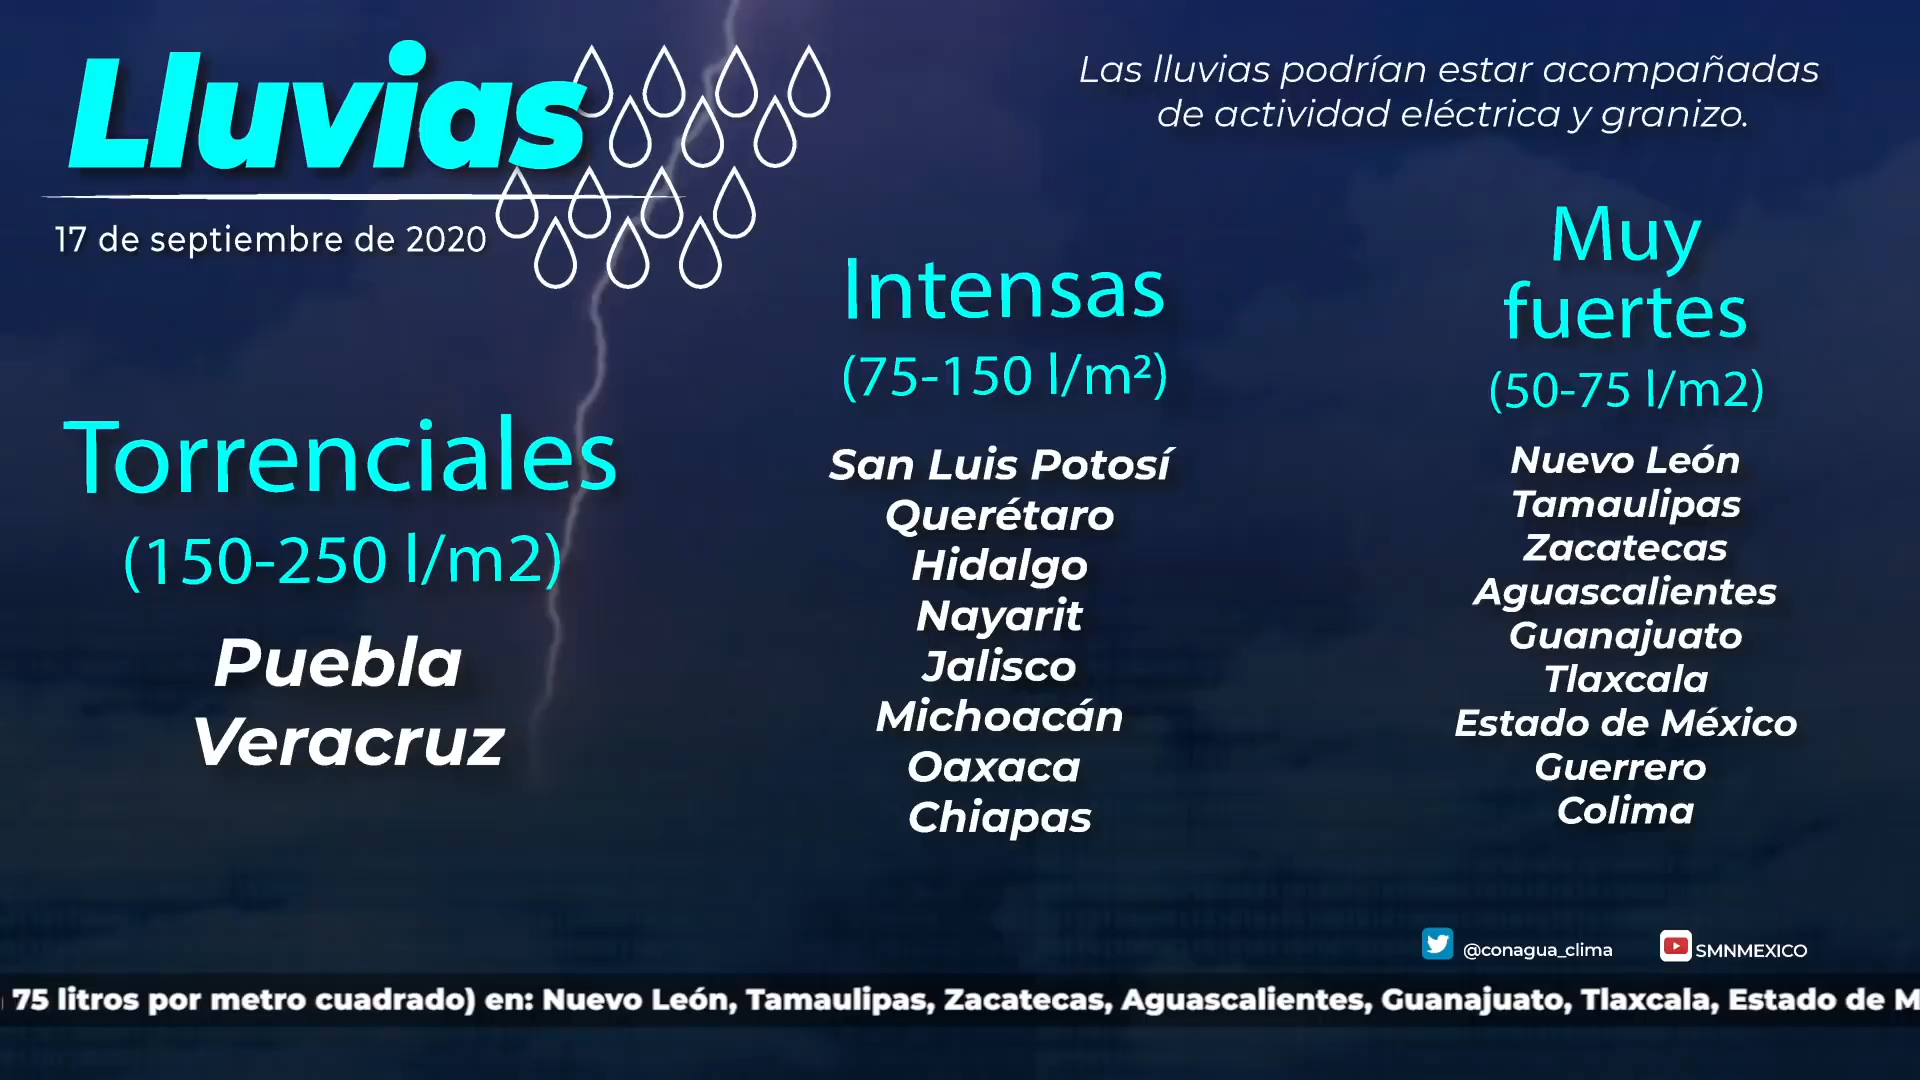 Lluvias
17 de septiembre de 2020
Las lluvias podrían estar acompañadas
de actividad eléctrica y granizo.
Torrenciales
(150-250 l/m2)
Puebla
Veracruz
Intensas
(75-150 l/m²)
San Luis Potosí
Querétaro
Hidalgo
Nayarit
Jalisco
Michoacán
Oaxaca
Chiapas
Muy
fuertes
(50-75 l/m2)
Nuevo León
Tamaulipas
Zacatecas
Aguascalientes
Guanajuato
Tlaxcala
Estado de México
Guerrero
Colima
@conagua_clima
SMNMEXICO
75 litros por metro cuadrado) en: Nuevo León, Tamaulipas, Zacatecas, Aguascalientes, Guanajuato, Tlaxcala, Estado de M